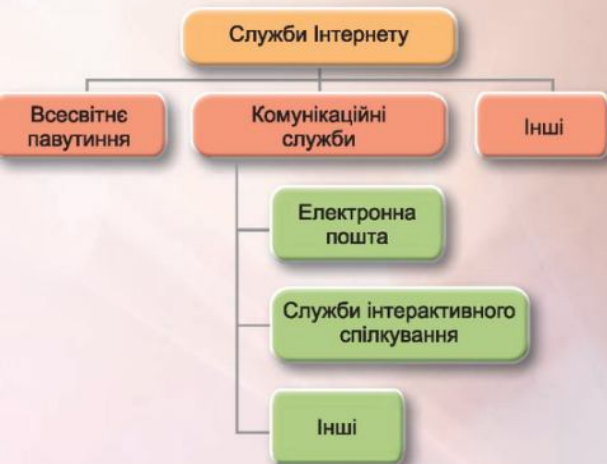 Служби Інтернету
Всесвітнє
павутиння
Комунікаційні
служби
Інші
Електронна
пошта
Служби інтерактивного
спілкування
Інші